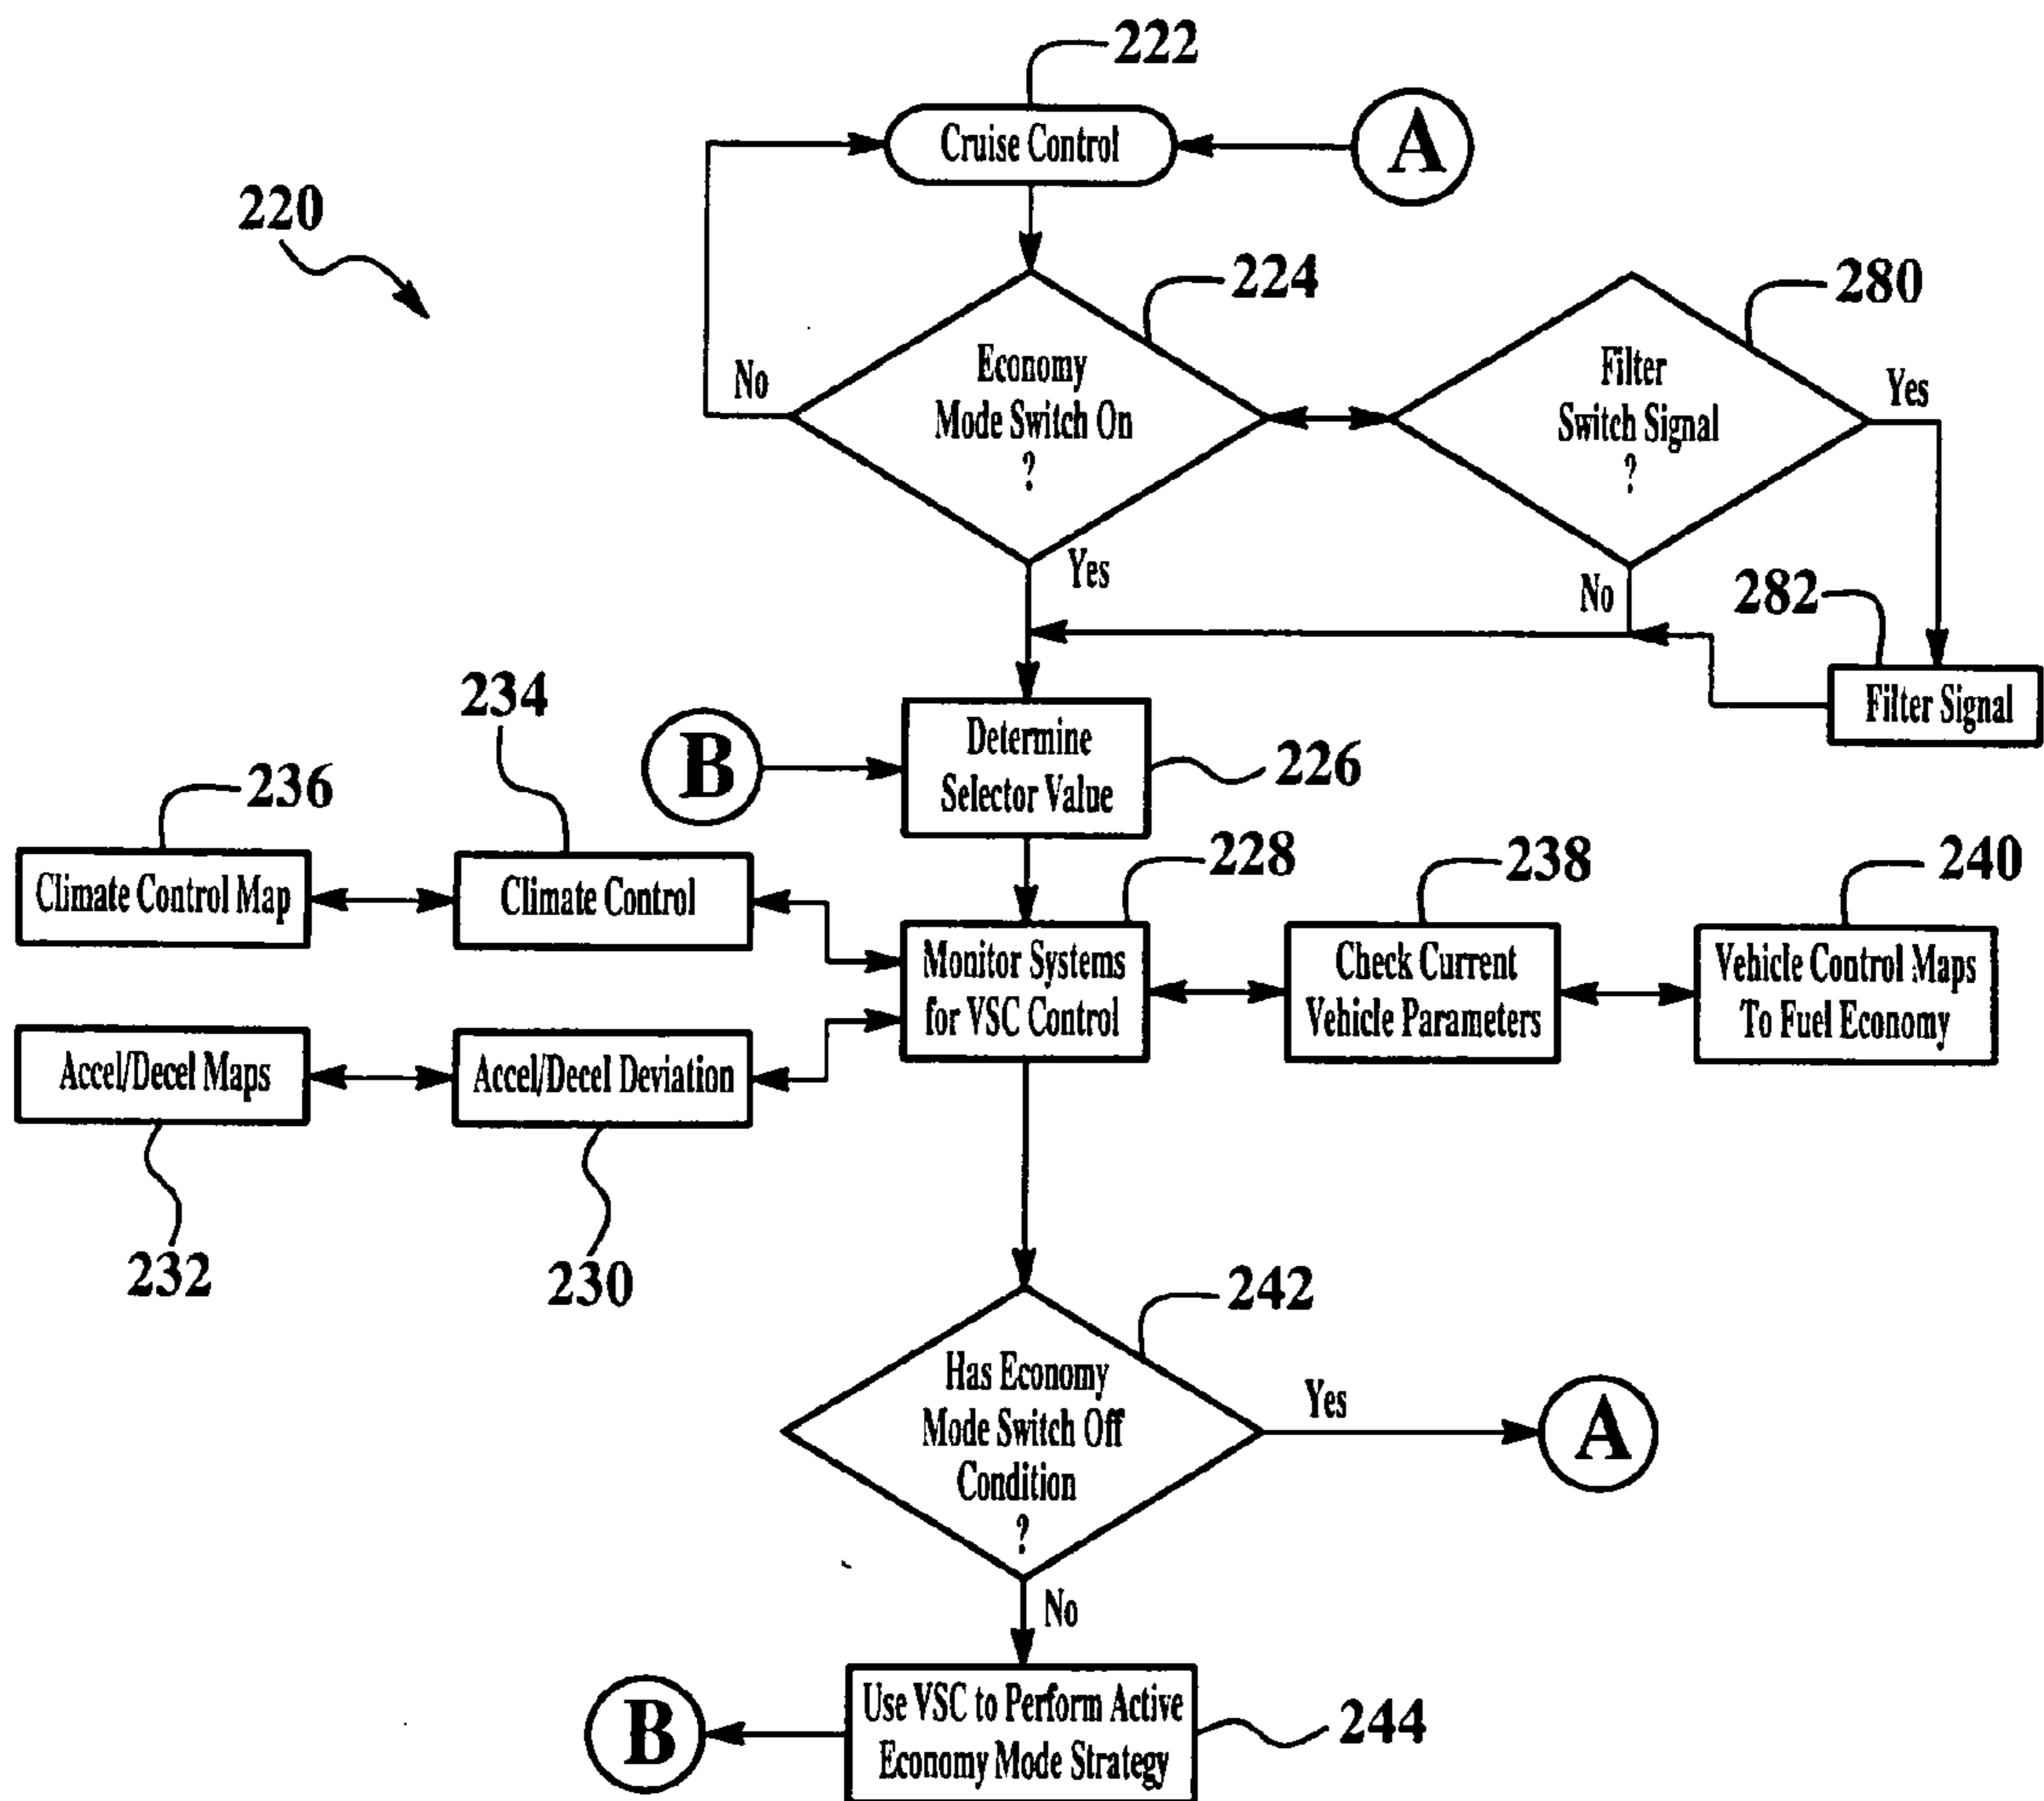 222
Cruise Control
A
220
224
280
Economy
Mode Switch On
?
No
Yes
Filter
Switch Signal
?
Yes
No
282
Filter Signal
234
B
Determine
Selector Value
226
236
228
238
240
Climate Control Map
Climate Control
Monitor Systems
for VSC Control
Check Current
Vehicle Parameters
Vehicle Control Maps
To Fuel Economy
Accel/Decel Maps
Accel/Decel Deviation
232
230
242
Has Economy
Mode Switch Off
Condition
?
Yes
A
No
B
Use VSC to Perform Active
Economy Mode Strategy
244